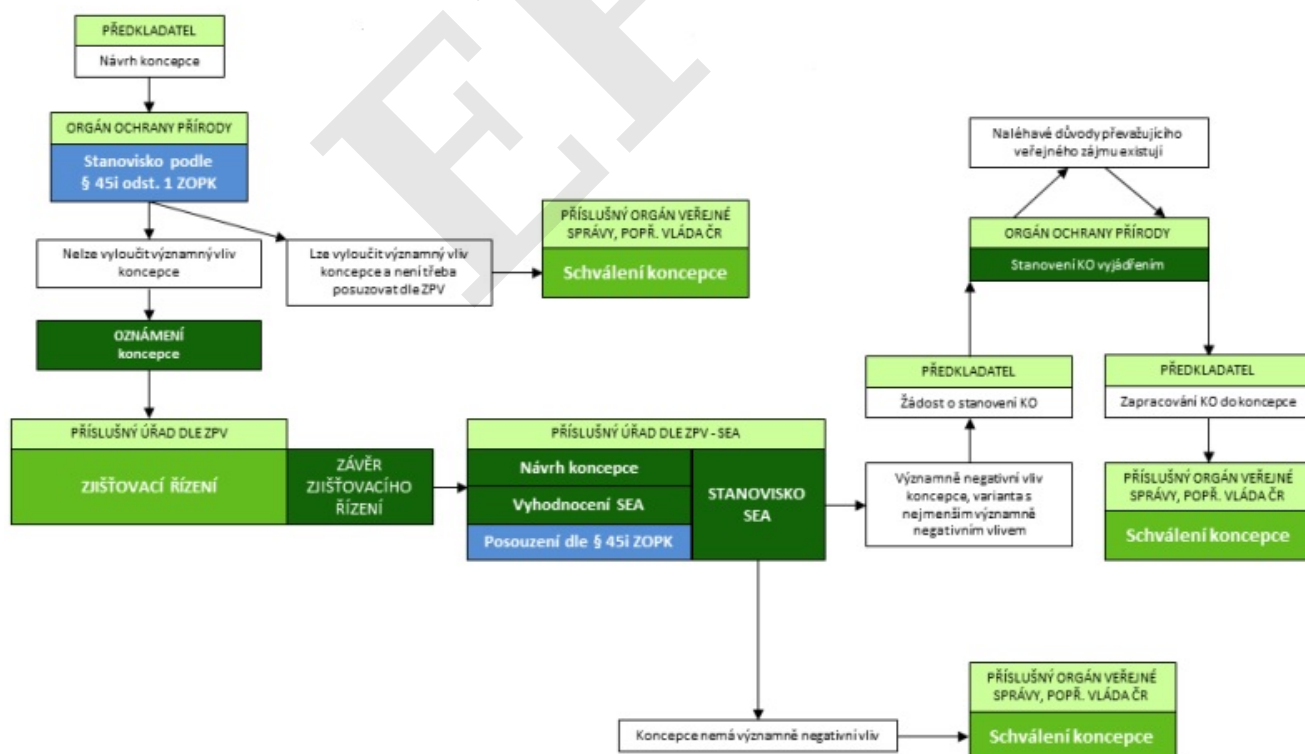 PŘEDKLADATEL
Návrh koncepce
ORGÁN OCHRANY PŘÍRODY
Stanovisko podle
§ 45i odst. 1 ZOPK
Nelze vyloučit významný vliv
koncepce
Lze vyloučit významný vliv
koncepce a není třeba
posuzovat dle ZPV
PŘÍSLUŠNÝ ORGÁN VEŘEJNÉ
SPRÁVY, POPŘ. VLÁDA ČR
Schválení koncepce
OZNÁMENÍ
koncepce
PŘÍSLUŠNÝ ÚŘAD DLE ZPV
ZJIŠŤOVACÍ ŘÍZENÍ
ZÁVĚR
ZJIŠŤOVACÍHO
ŘÍZENÍ
PŘÍSLUŠNÝ ÚŘAD DLE ZPV - SEA
Návrh koncepce
Vyhodnocení SEA
Posouzení dle § 45i ZOPK
STANOVISKO
SEA
Významně negativní vliv
koncepce, varianta s
nejmenším významně
negativním vlivem
PŘEDKLADATEL
Žádost o stanovení KO
ORGÁN OCHRANY PŘÍRODY
Stanovení KO vyjádřením
Naléhavé důvody převažujícího
veřejného zájmu existují
PŘEDKLADATEL
Zapracování KO do koncepce
PŘÍSLUŠNÝ ORGÁN VEŘEJNÉ
SPRÁVY, POPŘ. VLÁDA ČR
Schválení koncepce
Koncepce nemá významně negativní vliv
PŘÍSLUŠNÝ ORGÁN VEŘEJNÉ
SPRÁVY, POPŘ. VLÁDA ČR
Schválení koncepce